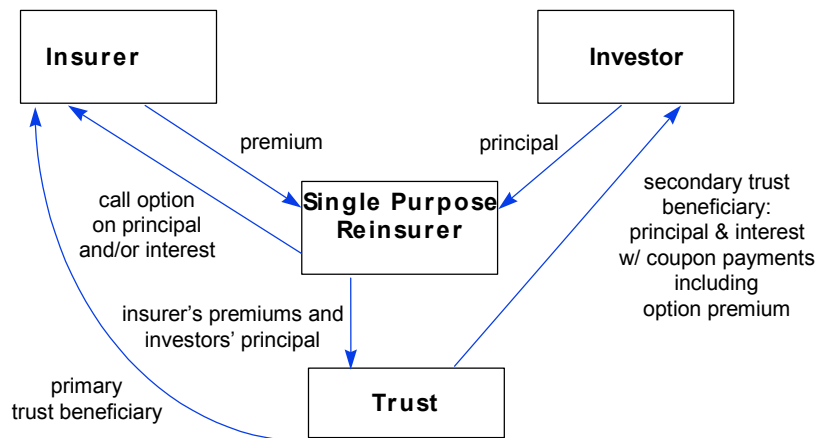 Insurer
Investor
premium
principal
call option
on principal
and/or interest
Single Purpose
Reinsurer
secondary trust
beneficiary:
principal & interest
w/ coupon payments
including
option premium
insurer's premiums and
investors' principal
primary
trust beneficiary
Trust